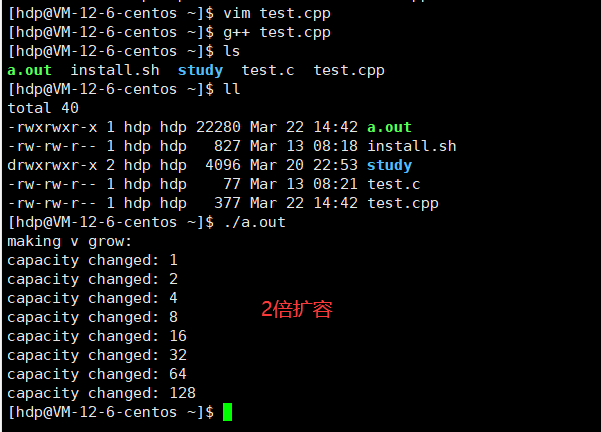 [hdp@VM-12-6-centos ~]$ vim test.cpp
[hdp@VM-12-6-centos ~]$ g++ test.cpp
[hdp@VM-12-6-centos ~]$ ls
a.out  install.sh  study  test.c  test.cpp
[hdp@VM-12-6-centos ~]$ ll
total 40
-rwxrwxr-x 1 hdp hdp 22280 Mar 22 14:42 a.out
-rw-rw-r-- 1 hdp hdp   827 Mar 13 08:18 install.sh
drwxrwxr-x 2 hdp hdp  4096 Mar 20 22:53 study
-rw-rw-r-- 1 hdp hdp    77 Mar 13 08:21 test.c
-rw-rw-r-- 1 hdp hdp   377 Mar 22 14:42 test.cpp
[hdp@VM-12-6-centos ~]$ ./a.out
making v grow:
capacity changed: 1
capacity changed: 2
capacity changed: 4
capacity changed: 8
2倍扩容
capacity changed: 16
capacity changed: 32
capacity changed: 64
capacity changed: 128
[hdp@VM-12-6-centos ~]$